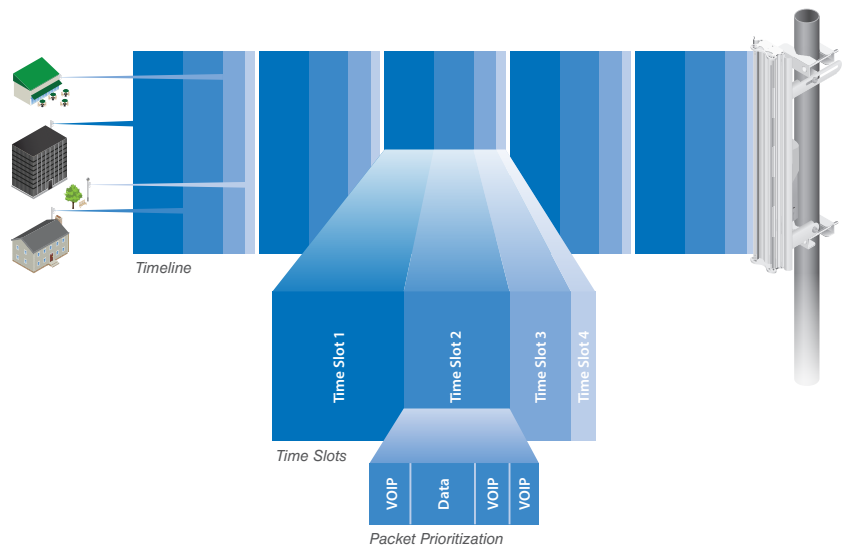 Timeline
Time Slot 1
Time Slot 2
Time Slot 3
Time Slot 4
Time Slots
VOIP
Data
VOIP
VOIP
Packet Prioritization